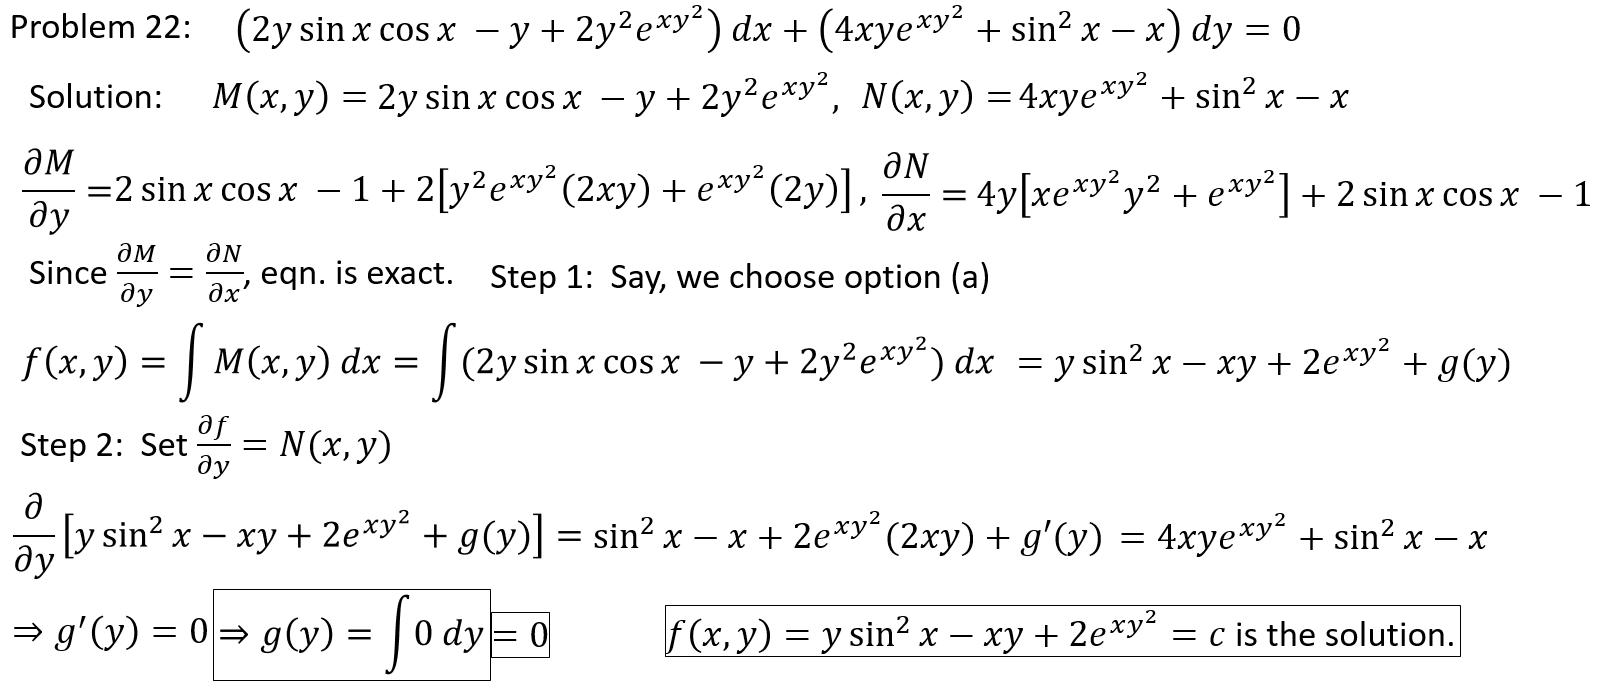 Problem 22: (2y sin x cos x − y + 2y²e^{xy²}) dx + (4xye^{xy²} + sin² x − x) dy = 0
Solution: M(x, y) = 2y sin x cos x − y + 2y²e^{xy²}, N(x, y) = 4xye^{xy²} + sin² x − x
∂M/∂y =2 sin x cos x − 1 + 2[y²e^{xy²}(2xy) + e^{xy²}(2y)], ∂N/∂x = 4y[xe^{xy²}y² + e^{xy²}] + 2 sin x cos x − 1
Since ∂M/∂y = ∂N/∂x, eqn. is exact. Step 1: Say, we choose option (a)
f(x, y) = ∫ M(x, y) dx = ∫ (2y sin x cos x − y + 2y²e^{xy²}) dx = y sin² x − xy + 2e^{xy²} + g(y)
Step 2: Set ∂f/∂y = N(x, y)
∂/∂y [y sin² x − xy + 2e^{xy²} + g(y)] = sin² x − x + 2e^{xy²}(2xy) + g′(y) = 4xye^{xy²} + sin² x − x
⇒ g′(y) = 0 ⇒ g(y) = ∫ 0 dy = 0 f(x, y) = y sin² x − xy + 2e^{xy²} = c is the solution.